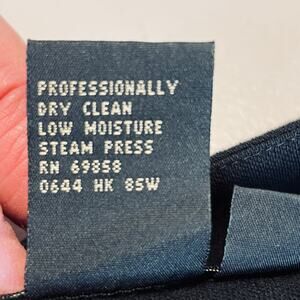 PROFESSIONALLY
DRY CLEAN
LOW MOISTURE
STEAM PRESS
RN 69858
0644 HK 85W